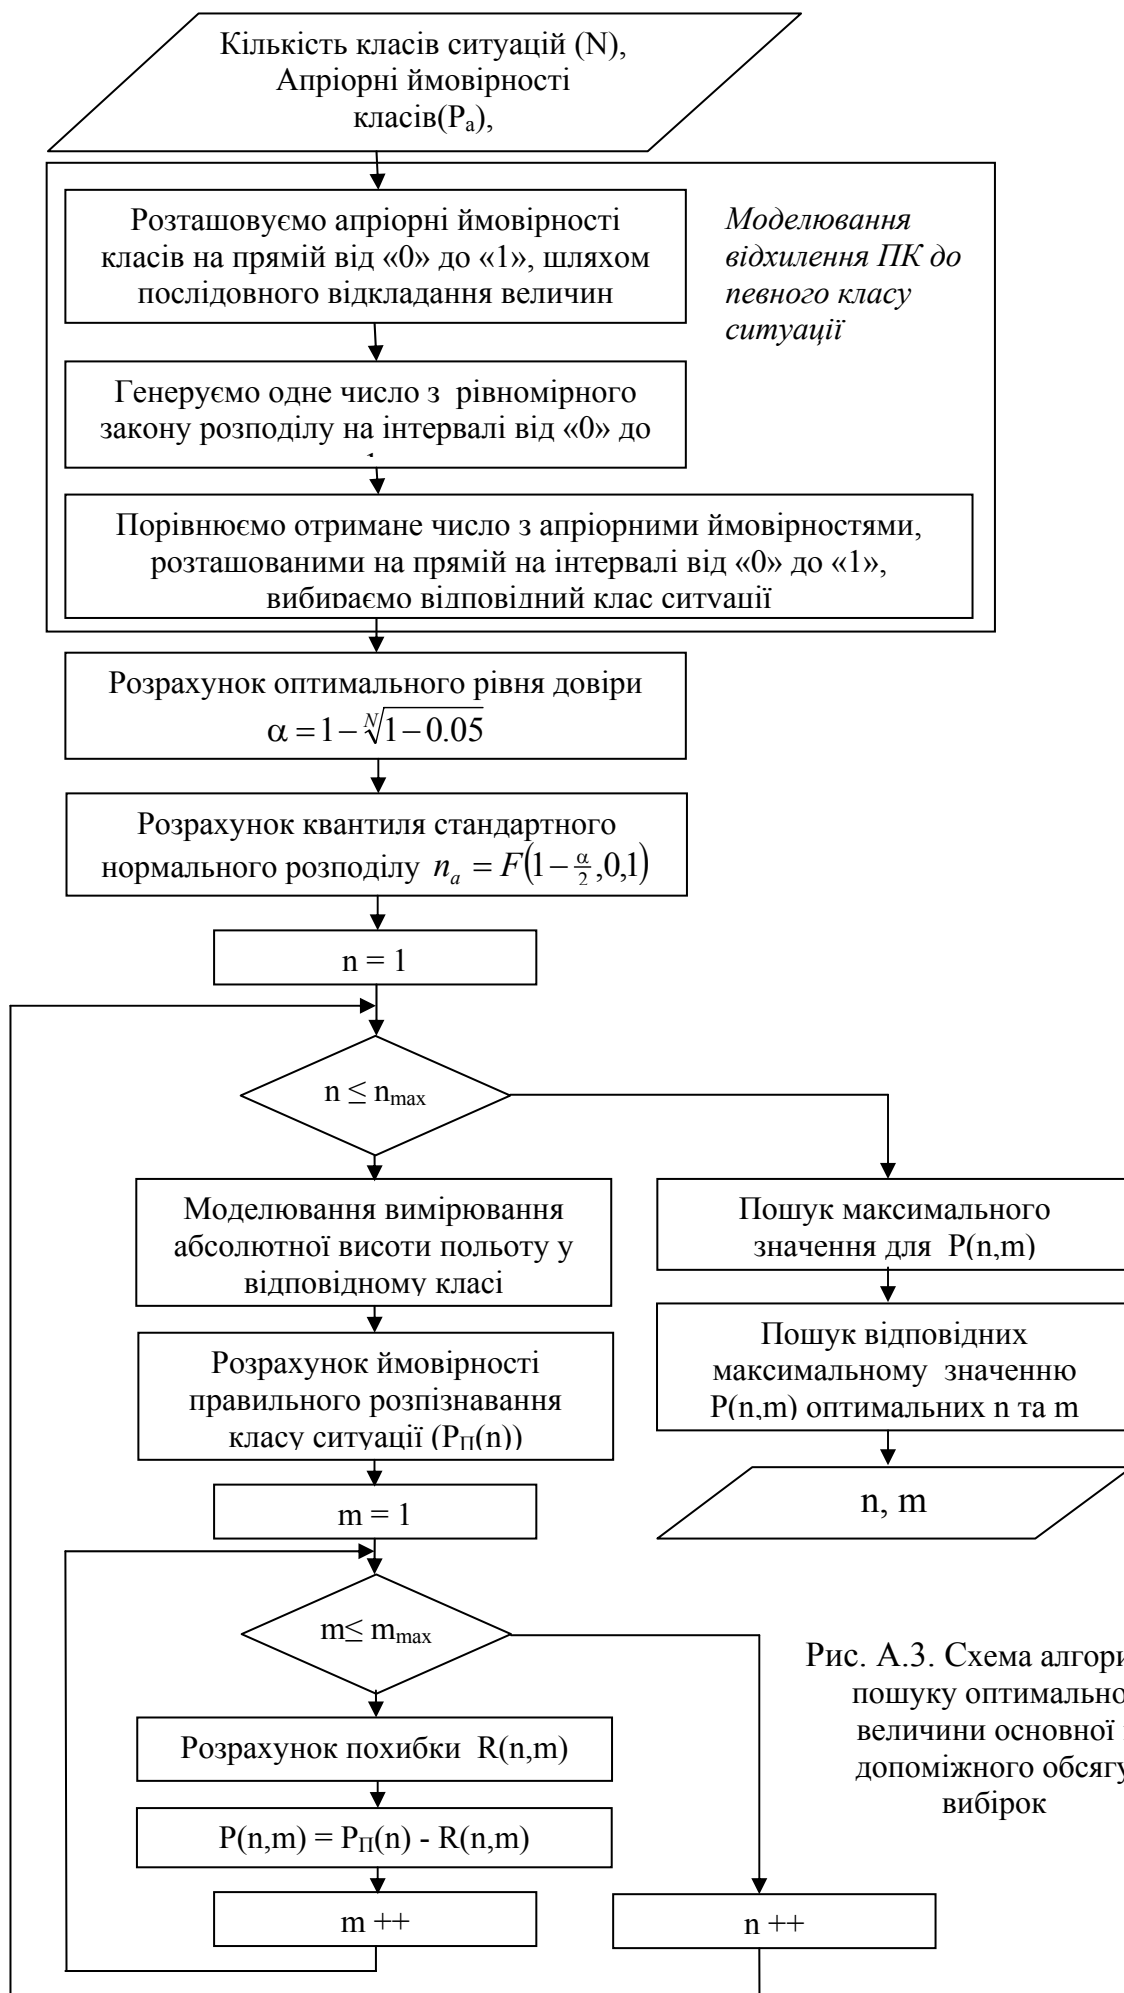 Кількість класів ситуацій (N),
Апріорні ймовірності
класів(Pa),
Розташовуємо апріорні ймовірності
класів на прямій від «0» до «1», шляхом
послідовного відкладання величин
Моделювання
відхилення ПК до
певного класу
ситуації
Генеруємо одне число з рівномірного
закону розподілу на інтервалі від «0» до
Порівнюємо отримане число з апріорними ймовірностями,
розташованими на прямій на інтервалі від «0» до «1»,
вибираємо відповідний клас ситуації
Розрахунок оптимального рівня довіри
α = 1 − ᴺ√(1 − 0.05)
Розрахунок квантиля стандартного
нормального розподілу n_a = F(1 − α/2, 0,1)
n = 1
n ≤ nmax
Моделювання вимірювання
абсолютної висоти польоту у
відповідному класі
Пошук максимального
значення для P(n,m)
Розрахунок ймовірності
правильного розпізнавання
класу ситуації (PП(n))
Пошук відповідних
максимальному значенню
P(n,m) оптимальних n та m
m = 1
n, m
m≤ mmax
Рис. А.3. Схема
пошуку
величини основної
допоміжного обсягу
вибірок
Розрахунок похибки R(n,m)
P(n,m) = PП(n) - R(n,m)
m ++
n ++